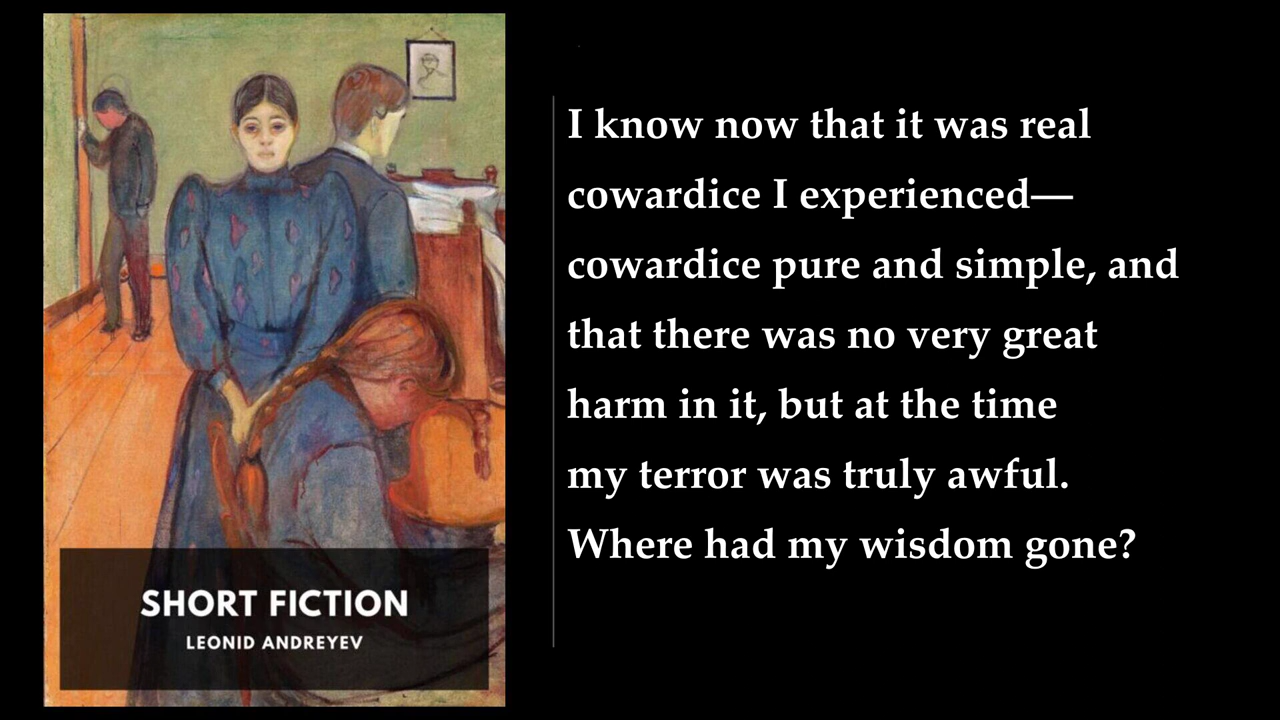 SHORT FICTION
LEONID ANDREYEV
I know now that it was real
cowardice I experienced—
cowardice pure and simple, and
that there was no very great
harm in it, but at the time
my terror was truly awful.
Where had my wisdom gone?